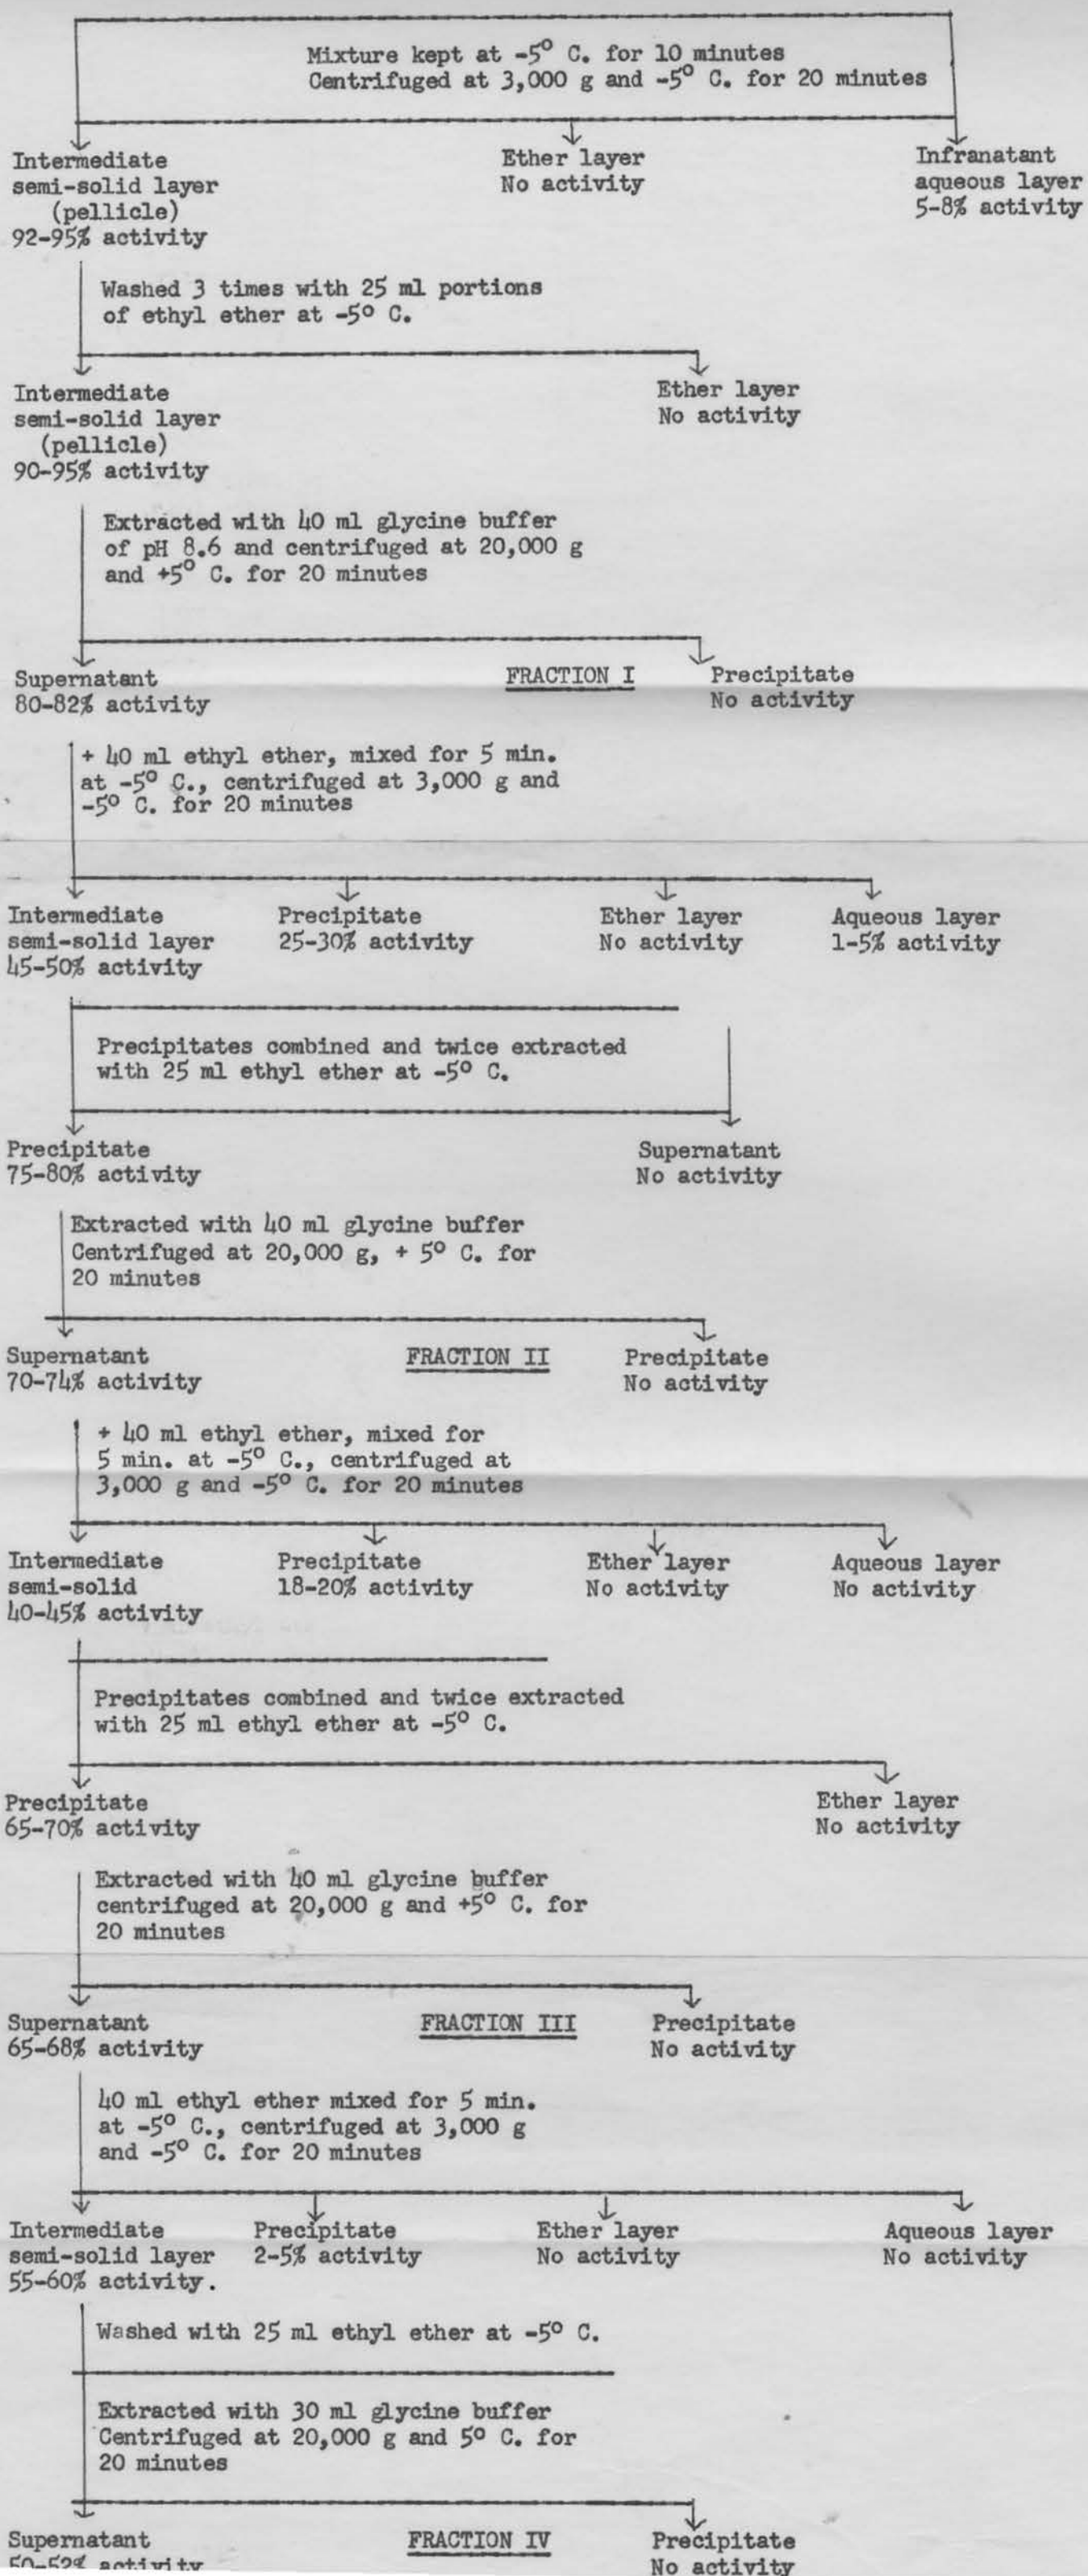 Mixture kept at -5° C. for 10 minutes
Centrifuged at 3,000 g and -5° C. for 20 minutes
Intermediate
semi-solid layer
(pellicle)
92-95% activity
Ether layer
No activity
Infranatant
aqueous layer
5-8% activity
Washed 3 times with 25 ml portions
of ethyl ether at -5° C.
Intermediate
semi-solid layer
(pellicle)
90-95% activity
Ether layer
No activity
Extracted with 40 ml glycine buffer
of pH 8.6 and centrifuged at 20,000 g
and +5° C. for 20 minutes
Supernatant
80-82% activity
FRACTION I
Precipitate
No activity
+ 40 ml ethyl ether, mixed for 5 min.
at -5° C., centrifuged at 3,000 g and
-5° C. for 20 minutes
Intermediate
semi-solid layer
45-50% activity
Precipitate
25-30% activity
Ether layer
No activity
Aqueous layer
1-5% activity
Precipitates combined and twice extracted
with 25 ml ethyl ether at -5° C.
Precipitate
75-80% activity
Supernatant
No activity
Extracted with 40 ml glycine buffer
Centrifuged at 20,000 g, + 5° C. for
20 minutes
Supernatant
70-74% activity
FRACTION II
Precipitate
No activity
+ 40 ml ethyl ether, mixed for
5 min. at -5° C., centrifuged at
3,000 g and -5° C. for 20 minutes
Intermediate
semi-solid
40-45% activity
Precipitate
18-20% activity
Ether layer
No activity
Aqueous layer
No activity
Precipitates combined and twice extracted
with 25 ml ethyl ether at -5° C.
Precipitate
65-70% activity
Ether layer
No activity
Extracted with 40 ml glycine buffer
centrifuged at 20,000 g and +5° C. for
20 minutes
Supernatant
65-68% activity
FRACTION III
Precipitate
No activity
40 ml ethyl ether mixed for 5 min.
at -5° C., centrifuged at 3,000 g
and -5° C. for 20 minutes
Intermediate
semi-solid layer
55-60% activity.
Precipitate
2-5% activity
Ether layer
No activity
Aqueous layer
No activity
Washed with 25 ml ethyl ether at -5° C.
Extracted with 30 ml glycine buffer
Centrifuged at 20,000 g and 5° C. for
20 minutes
Supernatant
50-52% activity
FRACTION IV
Precipitate
No activity